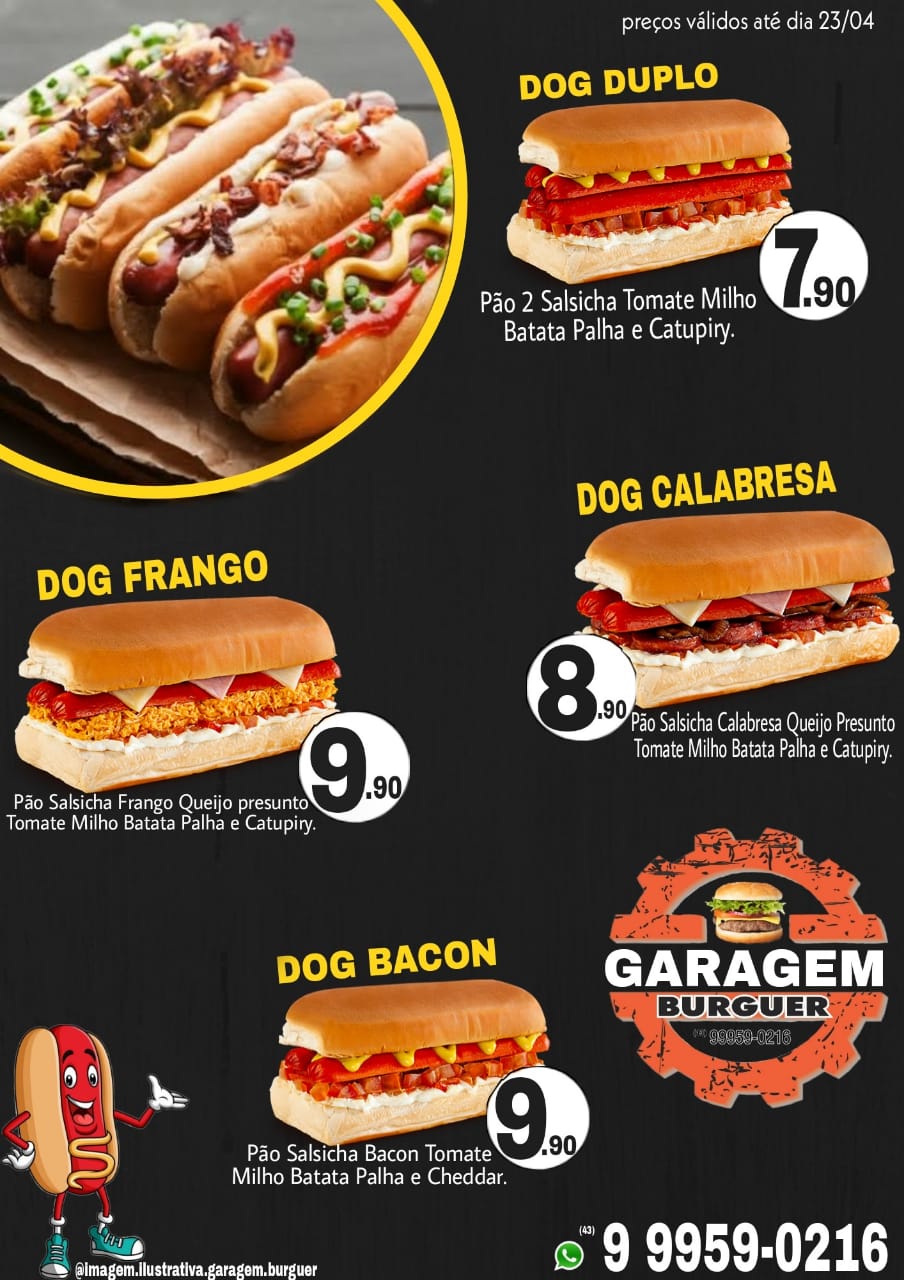 preços válidos até dia 23/04
DOG DUPLO
7.90
Pão 2 Salsicha Tomate Milho
Batata Palha e Catupiry.
DOG CALABRESA
8.90
Pão Salsicha Calabresa Queijo Presunto
Tomate Milho Batata Palha e Catupiry.
DOG FRANGO
9.90
Pão Salsicha Frango Queijo presunto
Tomate Milho Batata Palha e Catupiry.
GARAGEM
BURGUER
(43) 99959-0216
DOG BACON
9.90
Pão Salsicha Bacon Tomate
Milho Batata Palha e Cheddar.
(43) 9 9959-0216
@imagem.ilustrativa.garagem.burguer